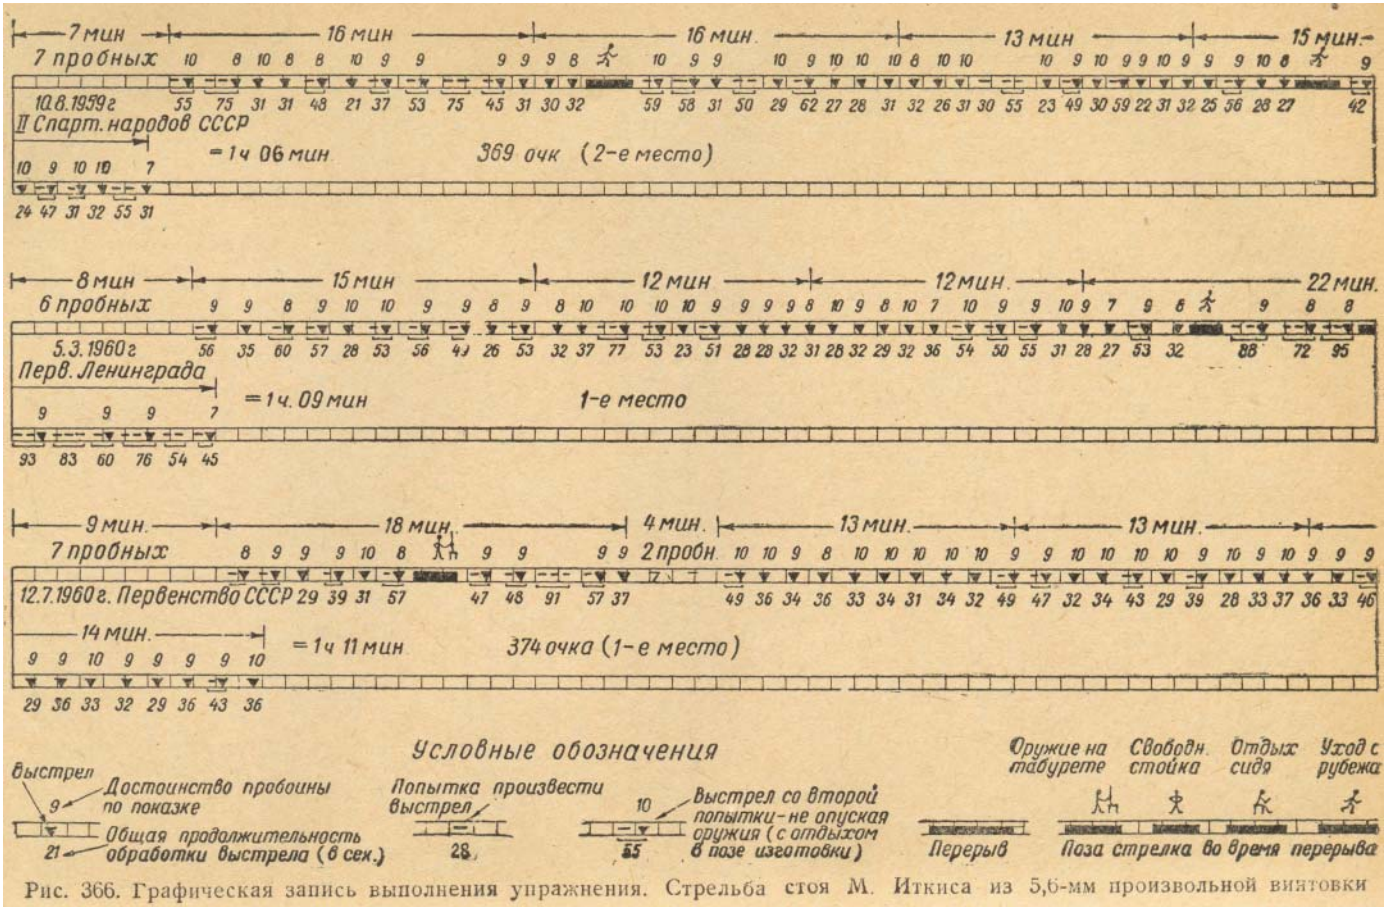 7 мин 16 мин 16 мин. 13 мин 15 мин.
7 пробных 10 8 10 8 8 10 9 9 9 9 9 8 10 9 9 10 9 10 10 10 8 10 10 10 9 10 9 9 10 9 9 9 10 8 9
55 75 31 31 48 21 37 53 75 45 31 30 32 59 58 31 50 29 62 27 28 31 32 26 31 30 55 23 49 30 59 22 31 32 25 56 28 27 42
10.8.1959г
II Спарт. народов СССР
= 1ч 06 мин 369 очк (2-е место)
10 9 10 10 7
24 47 31 32 55 31
8 мин 15 мин 12 мин 12 мин. 22 мин.
6 пробных 9 9 8 9 10 10 9 9 8 9 8 10 10 10 10 9 9 9 9 8 10 9 8 10 7 10 9 9 10 9 7 9 8 9 8 8
56 35 60 57 28 53 56 49 26 53 32 37 77 53 23 51 28 28 32 31 28 32 29 32 36 54 50 55 31 28 27 53 32 88 72 95
5.3.1960г
Перв. Ленинграда
= 1ч. 09 мин 1-е место
9 9 9 7
93 83 60 76 54 45
9 мин. 18 мин. 4 мин. 13 мин. 13 мин.
7 пробных 8 9 9 9 10 8 9 9 9 9 2 пробн. 10 10 9 8 10 10 10 10 10 9 9 10 10 10 10 9 10 9 10 9 9 9
12.7.1960г. Первенство СССР 29 39 31 57 47 48 91 57 37 49 36 34 36 33 34 31 34 32 49 47 32 34 43 29 39 28 33 37 36 33 46
14 мин.
= 1ч 11 мин 374 очка (1-е место)
9 9 10 9 9 9 9 10
29 36 33 32 29 36 43 36
Условные обозначения
Выстрел
9 Достоинство пробоины
по показке
21 Общая продолжительность
обработки выстрела (в сек.)
Попытка произвести
выстрел
28
10 Выстрел со второй
попытки-не опуская
оружия (с отдыхом
в позе изготовки)
55
Перерыв
Оружие на
табурете
Свободн.
стойка
Отдых
сидя
Уход с
рубежа
Поза стрелка во время перерыва
Рис. 366. Графическая запись выполнения упражнения. Стрельба стоя М. Иткиса из 5,6-мм произвольной винтовки